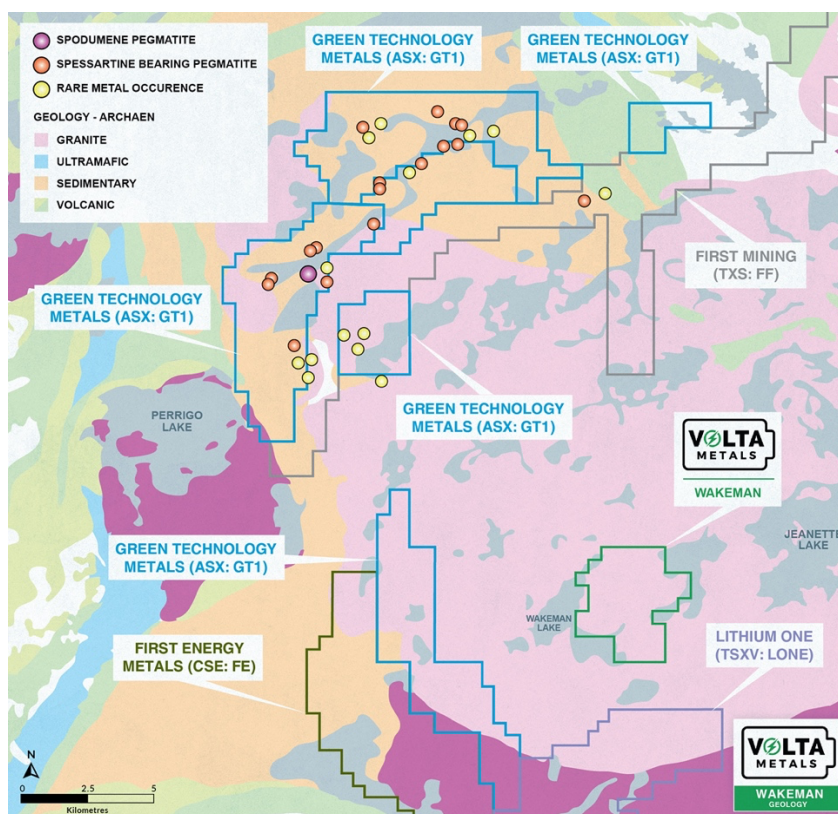 SPODUMENE PEGMATITE
SPESSARTINE BEARING PEGMATITE
RARE METAL OCCURENCE
GEOLOGY - ARCHAEN
GRANITE
ULTRAMAFIC
SEDIMENTARY
VOLCANIC
GREEN TECHNOLOGY
METALS (ASX: GT1)
GREEN TECHNOLOGY
METALS (ASX: GT1)
FIRST MINING
(TXS: FF)
GREEN TECHNOLOGY
METALS (ASX: GT1)
GREEN TECHNOLOGY
METALS (ASX: GT1)
PERRIGO
LAKE
VOLTA
METALS
WAKEMAN
GREEN TECHNOLOGY
METALS (ASX: GT1)
JEANETTE
LAKE
WAKEMAN
LAKE
FIRST ENERGY
METALS (CSE: FE)
LITHIUM ONE
(TSXV: LONE)
N
0 2.5 5
Kilometres
VOLTA
METALS
WAKEMAN
GEOLOGY